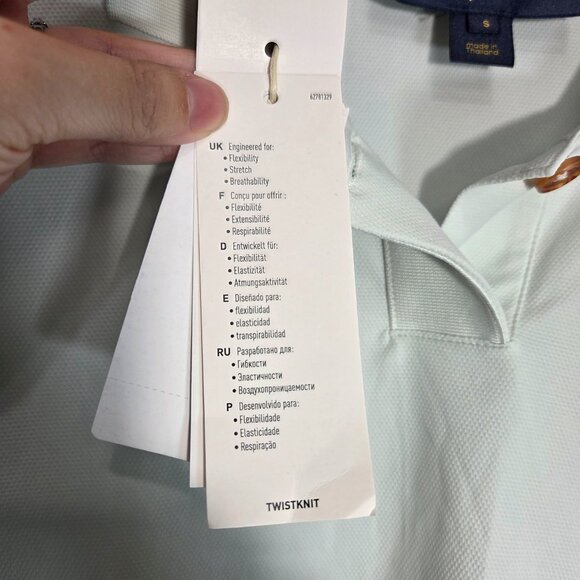 S
Made in
Thailand
62781329
UK Engineered for:
• Flexibility
• Stretch
• Breathability
F Conçu pour offrir :
• Flexibilité
• Extensibilité
• Respirabilité
D Entwickelt für:
• Flexibilität
• Elastizität
• Atmungsaktivität
E Diseñado para:
• flexibilidad
• elasticidad
• transpirabilidad
RU Разработано для:
• Гибкости
• Эластичности
• Воздухопроницаемости
P Desenvolvido para:
• Flexibilidade
• Elasticidade
• Respiração
TWISTKNIT